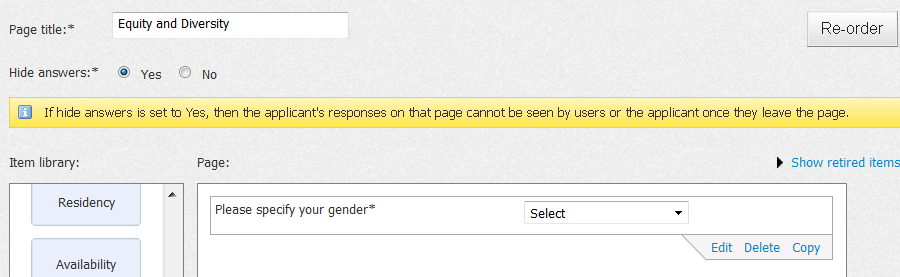 Page title:* Equity and Diversity Re-order
Hide answers:* Yes No
If hide answers is set to Yes, then the applicant's responses on that page cannot be seen by users or the applicant once they leave the page.
Item library: Page: Show retired items
Residency
Please specify your gender* Select
Edit Delete Copy
Availability